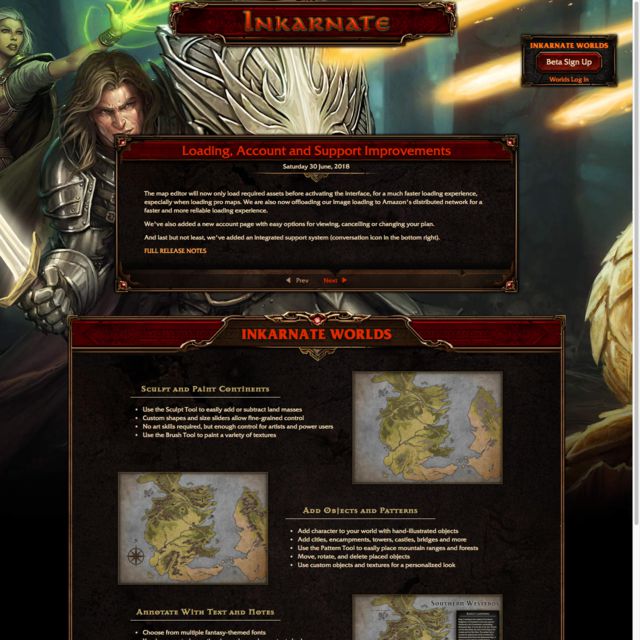 INKARNATE
INKARNATE WORLDS
Beta Sign Up
Worlds Log In
Loading, Account and Support Improvements
Saturday 30 June, 2018
The map editor will now only load required assets before activating the interface, for a much faster loading experience,
especially when loading pro maps. We are also now offloading our image loading to Amazon's distributed network for a
faster and more reliable loading experience.
We've also added a new account page with easy options for viewing, cancelling or changing your plan.
And last but not least, we've added an integrated support system (conversation icon in the bottom right).
FULL RELEASE NOTES
Prev Next
INKARNATE WORLDS
Sculpt and Paint Continents
• Use the Sculpt Tool to easily add or subtract land masses
• Custom shapes and size sliders allow fine-grained control
• No art skills required, but enough control for artists and power users
• Use the Brush Tool to paint a variety of textures
Add Objects and Patterns
• Add character to your world with hand-illustrated objects
• Add cities, encampments, towers, castles, bridges and more
• Use the Pattern Tool to easily place mountain ranges and forests
• Move, rotate, and delete placed objects
• Use custom objects and textures for a personalized look
Annotate With Text and Notes
• Choose from multiple fantasy-themed fonts
Southern Westeros